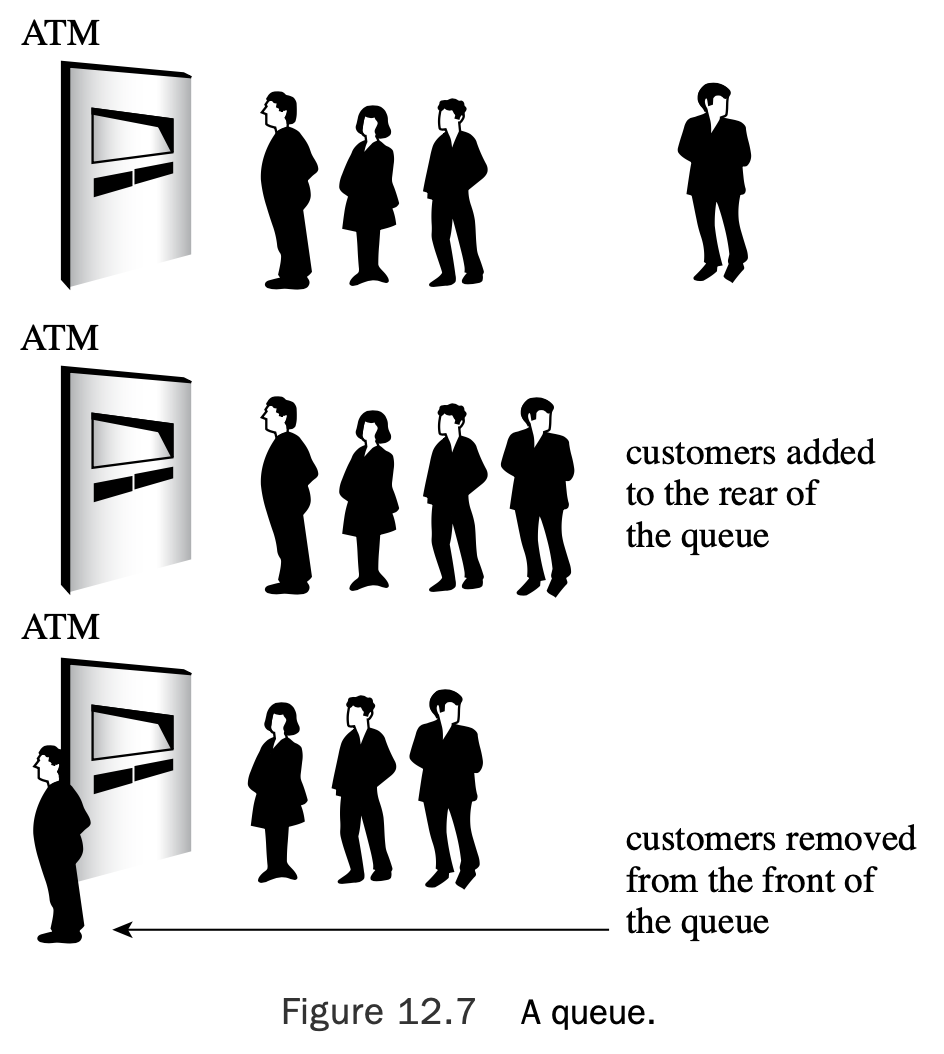 ATM
ATM
customers added
to the rear of
the queue
ATM
customers removed
from the front of
the queue
Figure 12.7 A queue.